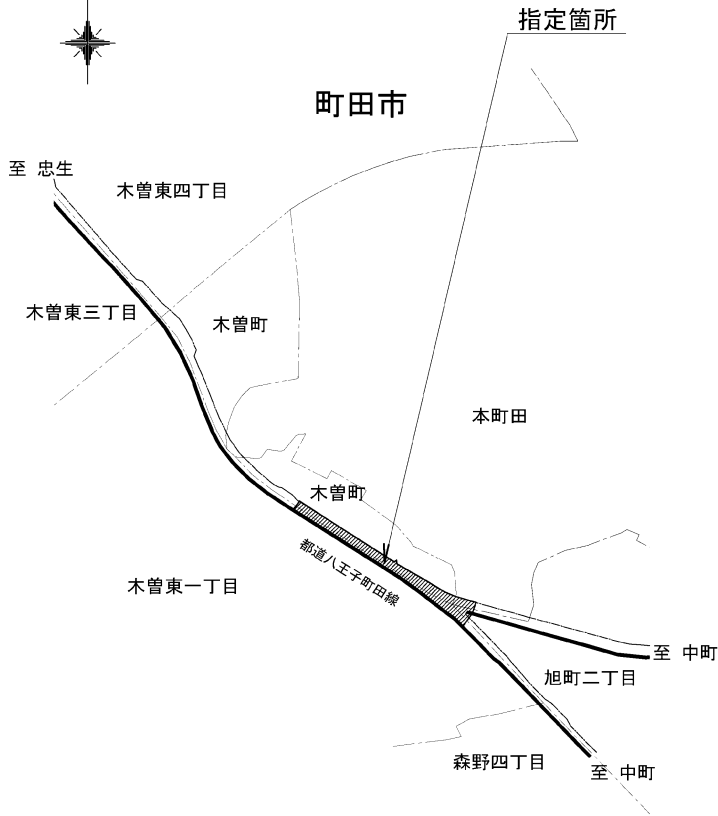 指定箇所
町田市
至 忠生
木曽東四丁目
木曽東三丁目
木曽町
本町田
木曽町
都道八王子町田線
木曽東一丁目
至 中町
旭町二丁目
森野四丁目
至 中町